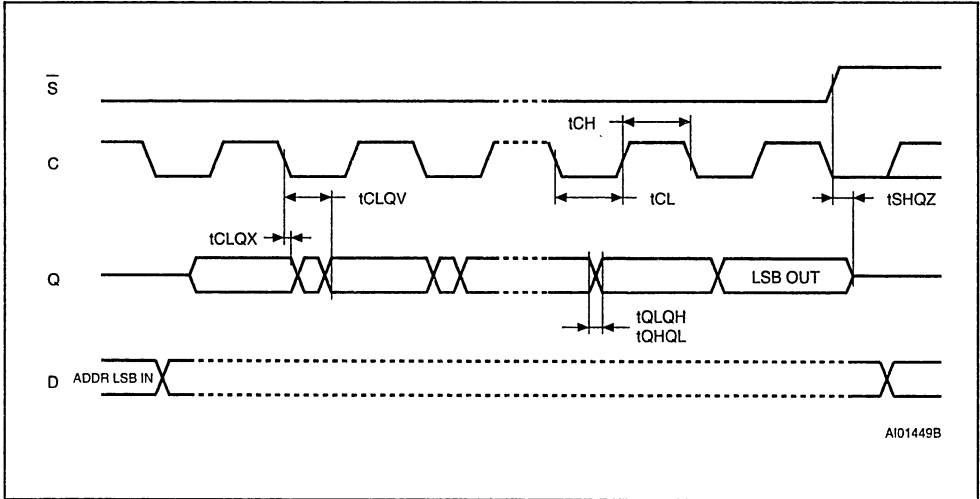 S̅
tCH
C
tCLQV
tCL
tSHQZ
tCLQX
Q
LSB OUT
tQLQH
tQHQL
D
ADDR LSB IN
AI01449B